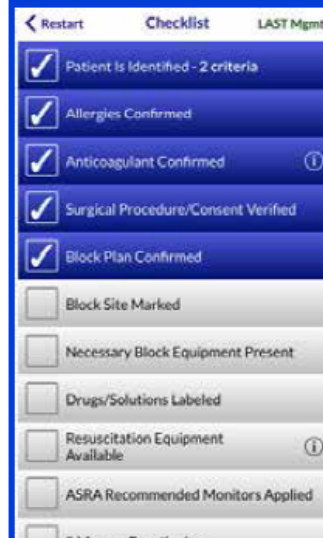 Restart Checklist LAST Mgmt
Patient Is Identified - 2 criteria
Allergies Confirmed
Anticoagulant Confirmed
Surgical Procedure/Consent Verified
Block Plan Confirmed
Block Site Marked
Necessary Block Equipment Present
Drugs/Solutions Labeled
Resuscitation Equipment
Available
ASRA Recommended Monitors Applied